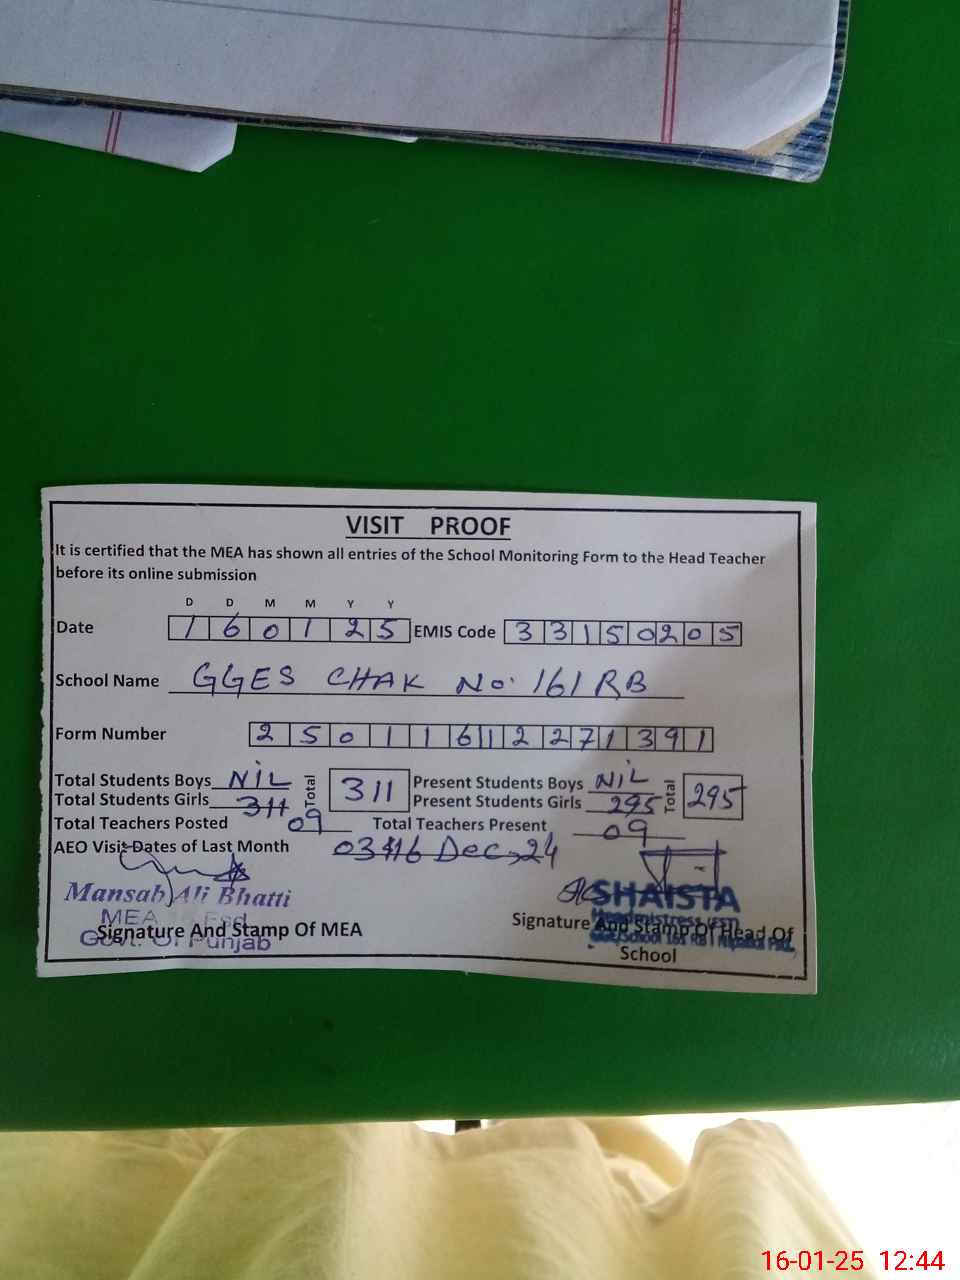 VISIT PROOF
It is certified that the MEA has shown all entries of the School Monitoring Form to the Head Teacher
before its online submission
D D M M Y Y
Date 1 6 0 1 2 5 EMIS Code 3 3 1 5 0 2 0 5
School Name GGES CHAK No. 161 RB
Form Number 2 5 0 1 1 6 1 2 2 7 1 3 9 1
Total Students Boys NIL Total 311 Present Students Boys NIL Total 295
Total Students Girls 311 Present Students Girls 295
Total Teachers Posted 09 Total Teachers Present 09
AEO Visit Dates of Last Month 03 16 Dec, 24
Mansab Ali Bhatti SHAISTA
MEA Fsd
Govt. Of Punjab
Headmistress (EST)
Signature And Stamp Of MEA Signature And Stamp Of Head Of
School
16-01-25 12:44